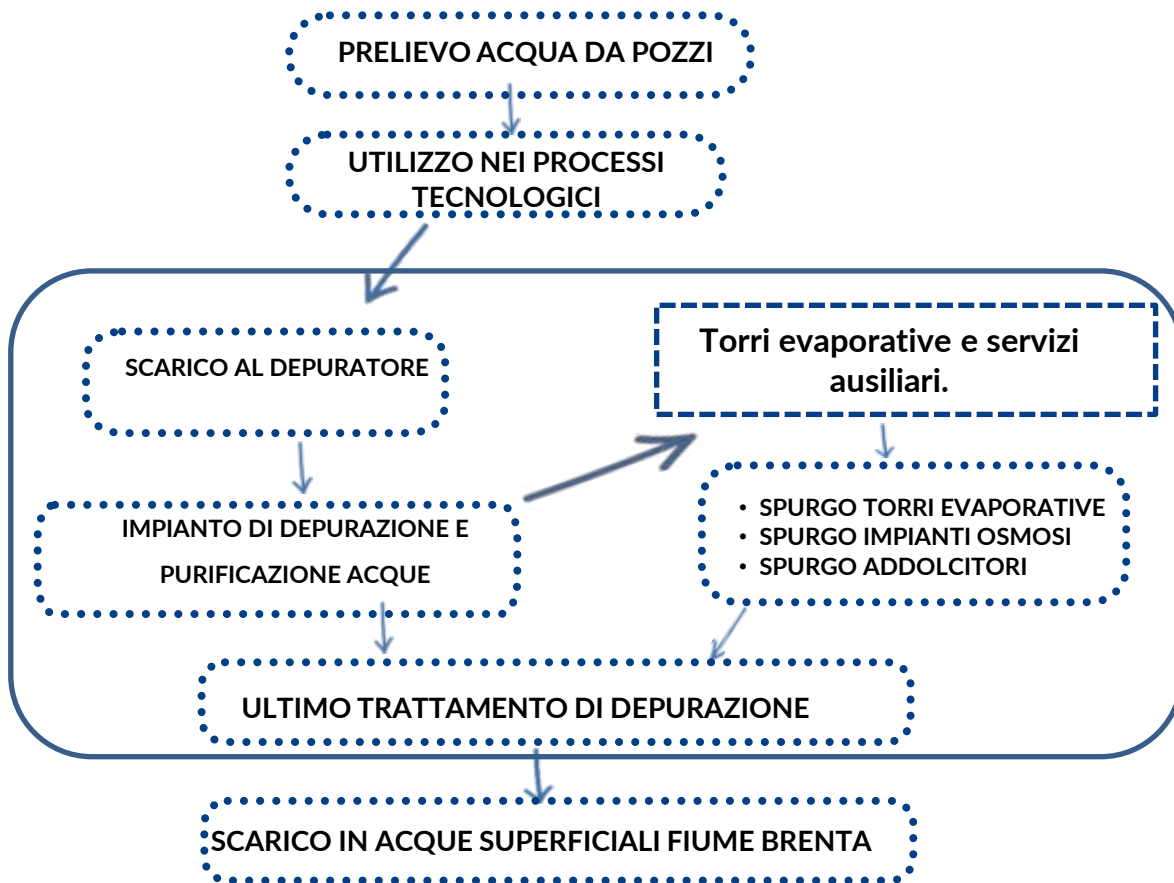 PRELIEVO ACQUA DA POZZI
UTILIZZO NEI PROCESSI
TECNOLOGICI
SCARICO AL DEPURATORE
Torri evaporative e servizi
ausiliari.
IMPIANTO DI DEPURAZIONE E
PURIFICAZIONE ACQUE
• SPURGO TORRI EVAPORATIVE
• SPURGO IMPIANTI OSMOSI
• SPURGO ADDOLCITORI
ULTIMO TRATTAMENTO DI DEPURAZIONE
SCARICO IN ACQUE SUPERFICIALI FIUME BRENTA